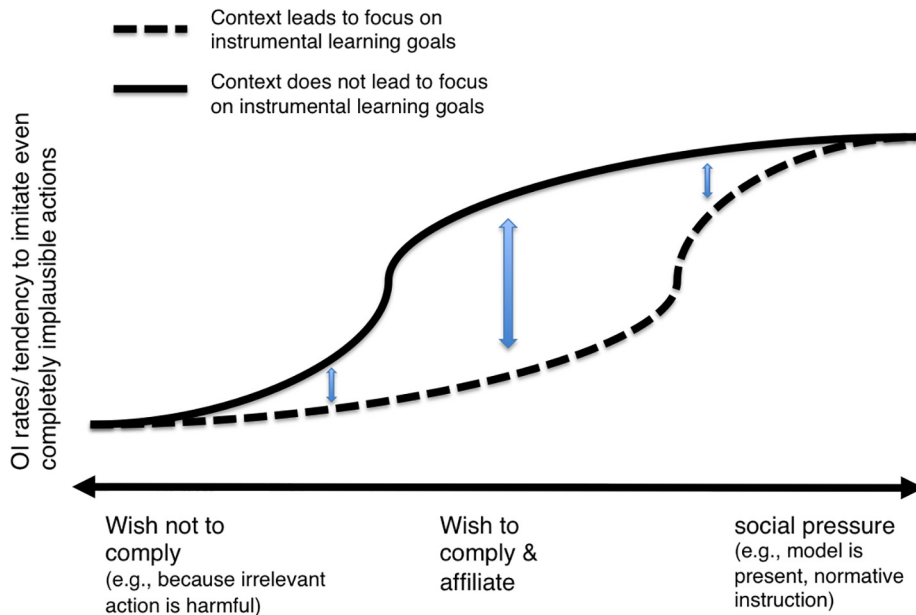 Context leads to focus on
instrumental learning goals
Context does not lead to focus
on instrumental learning goals
OI rates/ tendency to imitate even
completely implausible actions
Wish not to
comply
(e.g., because irrelevant
action is harmful)
Wish to
comply &
affiliate
social pressure
(e.g., model is
present, normative
instruction)